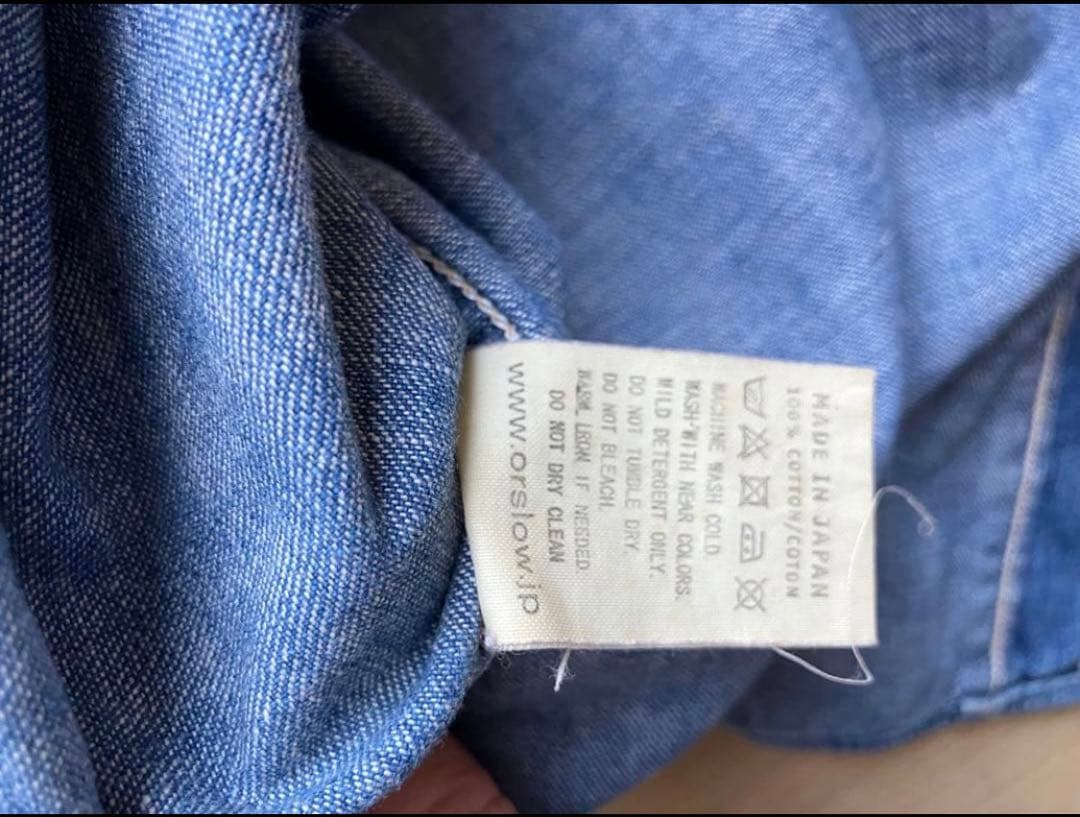 MADE IN JAPAN
100% COTTON/COTON
MACHINE WASH COLD
WASH-WITH NEAR COLORS.
MILD DETERGENT ONLY.
DO NOT TUMBLE DRY.
DO NOT BLEACH.
WARM IRON IF NEEDED
DO NOT DRY CLEAN
www.orslow.jp